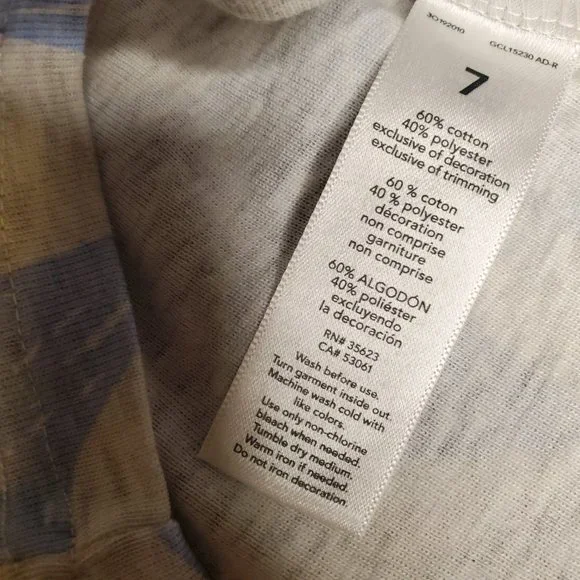 3Q192010 GCL15230 AD-R
7
60% cotton
40% polyester
exclusive of decoration
exclusive of trimming
60 % coton
40 % polyester
décoration
non comprise
garniture
non comprise
60% ALGODÓN
40% poliéster
excluyendo
la decoración
RN# 35623
CA# 53061
Wash before use.
Turn garment inside out.
Machine wash cold with
like colors.
Use only non-chlorine
bleach when needed.
Tumble dry medium.
Warm iron if needed.
Do not iron decoration.